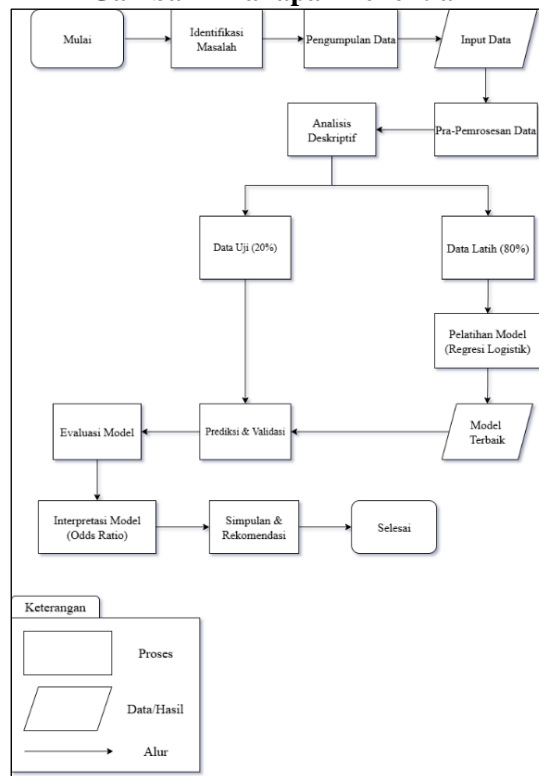 Mulai
Identifikasi
Masalah
Pengumpulan Data
Input Data
Analisis
Deskriptif
Pra-Pemrosesan Data
Data Uji (20%)
Data Latih (80%)
Pelatihan Model
(Regresi Logistik)
Evaluasi Model
Prediksi & Validasi
Model
Terbaik
Interpretasi Model
(Odds Ratio)
Simpulan &
Rekomendasi
Selesai
Keterangan
Proses
Data/Hasil
Alur